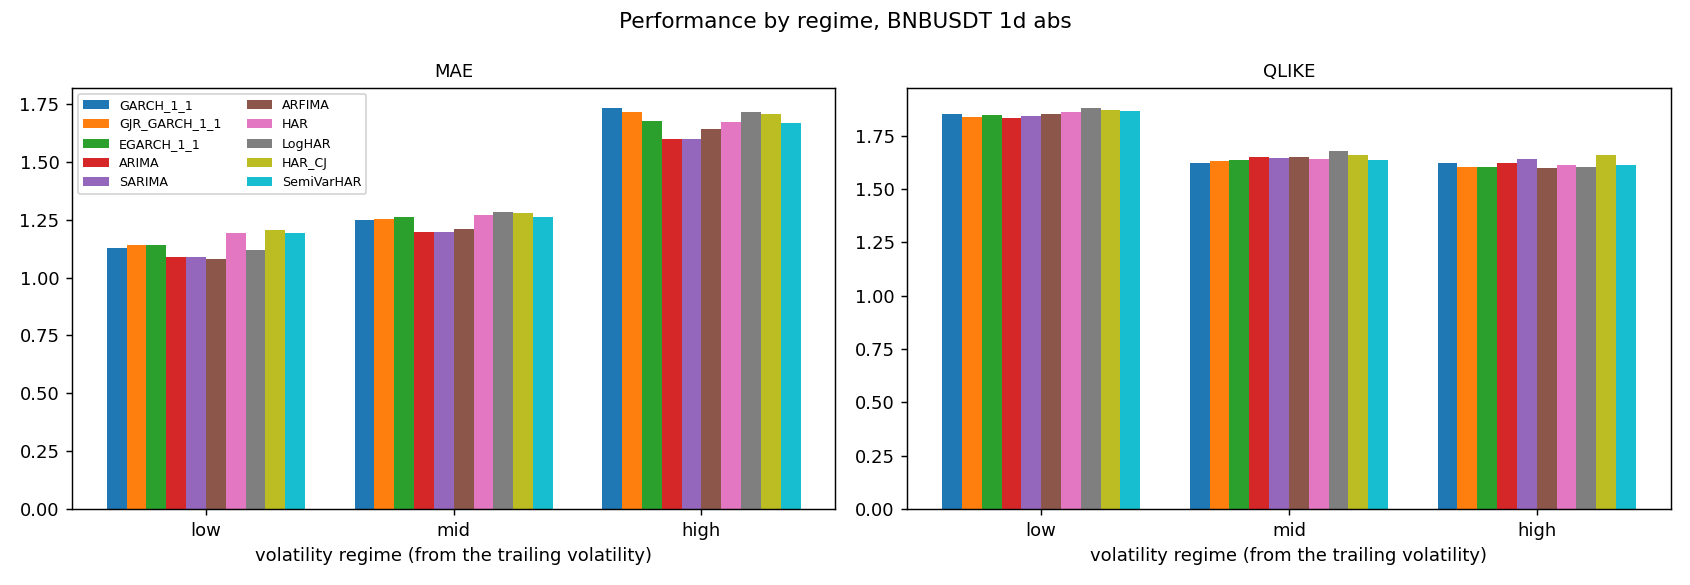 Performance by regime, BNBUSDT 1d abs
MAE
1.75
1.50
1.25
1.00
0.75
0.50
0.25
0.00
GARCH_1_1
GJR_GARCH_1_1
EGARCH_1_1
ARIMA
SARIMA
ARFIMA
HAR
LogHAR
HAR_CJ
SemiVarHAR
low mid high
volatility regime (from the trailing volatility)
QLIKE
1.75
1.50
1.25
1.00
0.75
0.50
0.25
0.00
low mid high
volatility regime (from the trailing volatility)